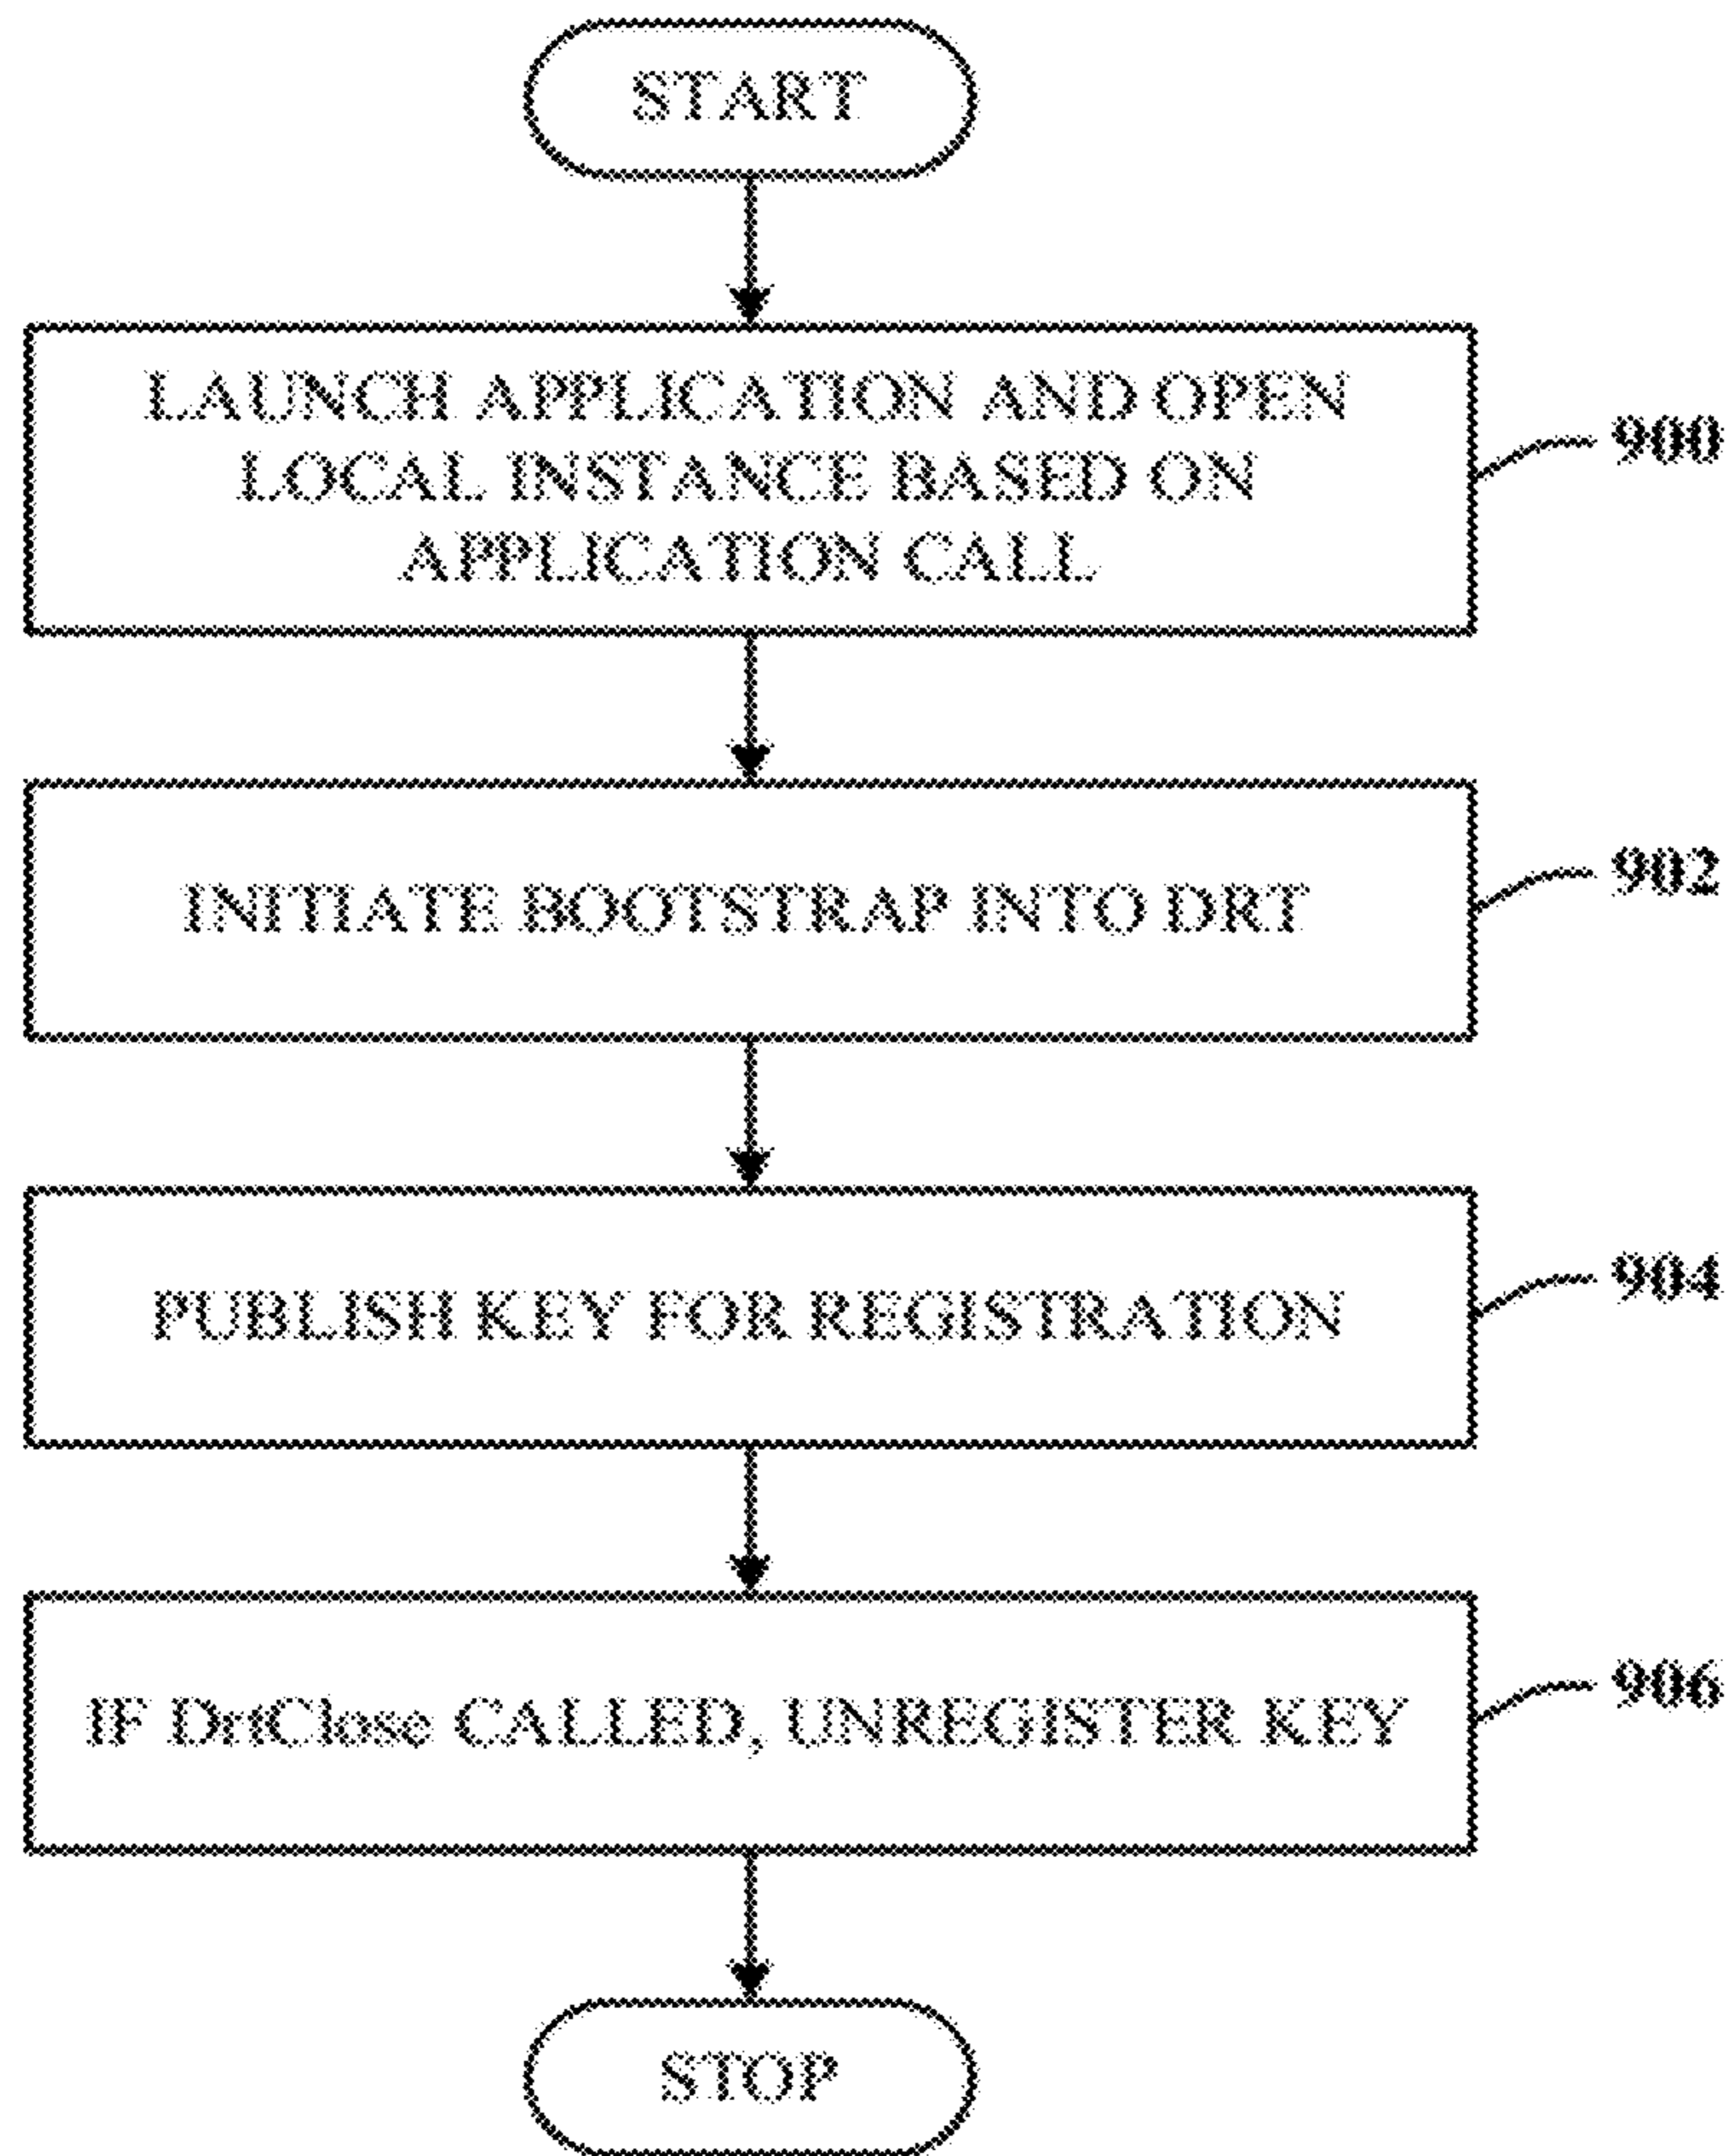 START
LAUNCH APPLICATION AND OPEN
LOCAL INSTANCE BASED ON
APPLICATION CALL
900
INITIATE BOOTSTRAP INTO DRT
902
PUBLISH KEY FOR REGISTRATION
904
IF DrtClose CALLED, UNREGISTER KEY
906
STOP